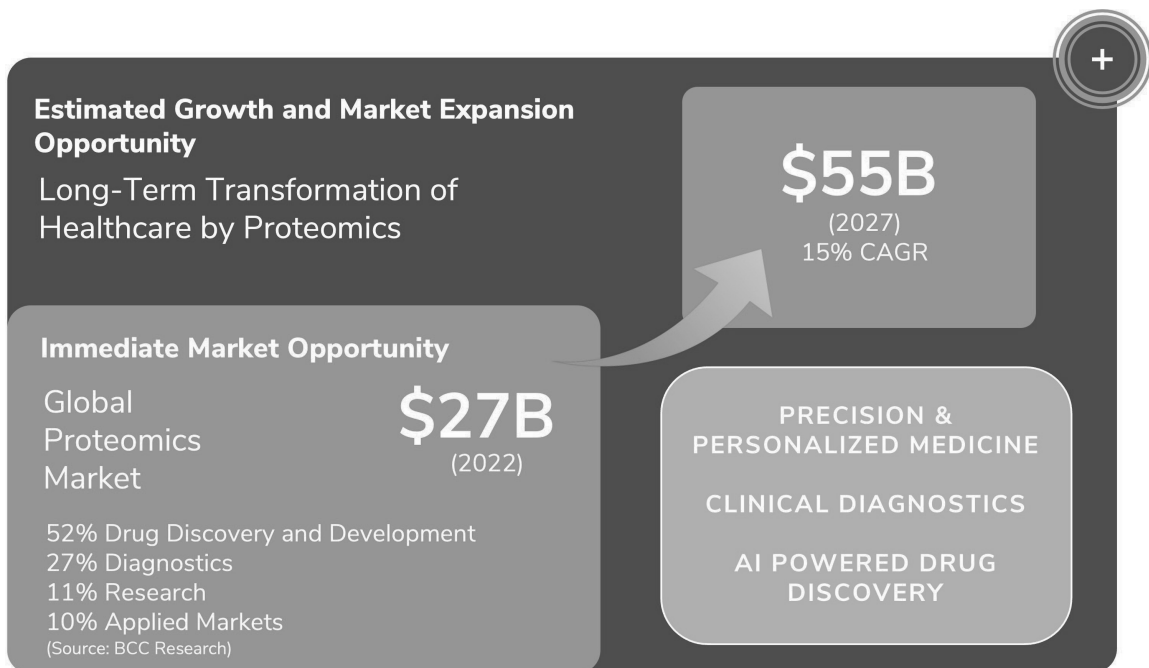 Estimated Growth and Market Expansion
Opportunity
Long-Term Transformation of
Healthcare by Proteomics
$55B
(2027)
15% CAGR
Immediate Market Opportunity
Global
Proteomics
Market
$27B
(2022)
52% Drug Discovery and Development
27% Diagnostics
11% Research
10% Applied Markets
(Source: BCC Research)
PRECISION &
PERSONALIZED MEDICINE
CLINICAL DIAGNOSTICS
AI POWERED DRUG
DISCOVERY
+